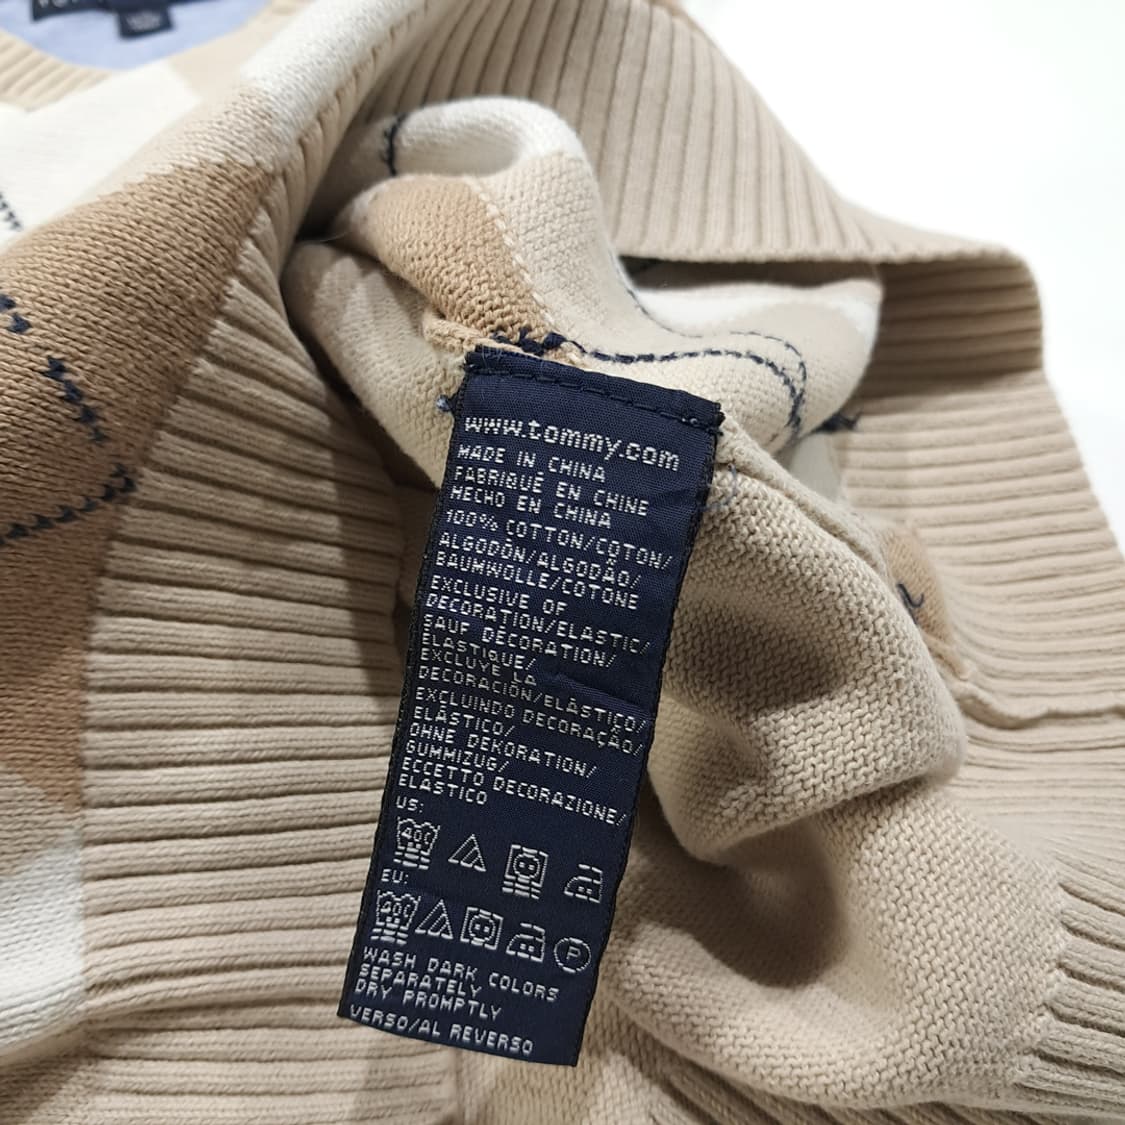 www.tommy.com
MADE IN CHINA
FABRIQUÉ EN CHINE
HECHO EN CHINA
100% COTTON/COTON/
ALGODÓN/ALGODÃO/
BAUMWOLLE/COTONE
EXCLUSIVE OF
DECORATION/ELASTIC/
SAUF DÉCORATION/
ÉLASTIQUE/
EXCLUYE LA
DECORACIÓN/ELÁSTICO/
EXCLUINDO DECORAÇÃO/
ELÁSTICO/
OHNE DEKORATION/
GUMMIZUG/
ECCETTO DECORAZIONE/
ELASTICO
US:
40C
EU:
40C
P
WASH DARK COLORS
SEPARATELY
DRY PROMPTLY
VERSO/AL REVERSO